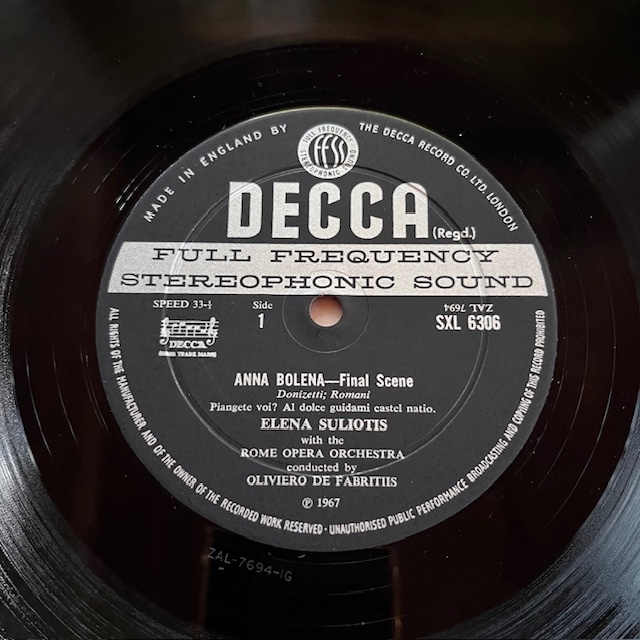 MADE IN ENGLAND BY
THE DECCA RECORD CO. LTD. LONDON
FULL FREQUENCY
ffss
STEREOPHONIC SOUND
DECCA
(Regd.)
FULL FREQUENCY
STEREOPHONIC SOUND
SPEED 33⅓
DECCA
REGD. TRADE MARK
Side
1
ZAL 7694
SXL 6306
ANNA BOLENA—Final Scene
Donizetti; Romani
Piangete voi? Al dolce guidami castel natio.
ELENA SULIOTIS
with the
ROME OPERA ORCHESTRA
conducted by
OLIVIERO DE FABRITIIS
℗ 1967
ALL RIGHTS OF THE MANUFACTURER, AND OF THE OWNER OF THE RECORDED WORK RESERVED · UNAUTHORISED PUBLIC PERFORMANCE BROADCASTING AND COPYING OF THIS RECORD PROHIBITED
ZAL-7694-1G